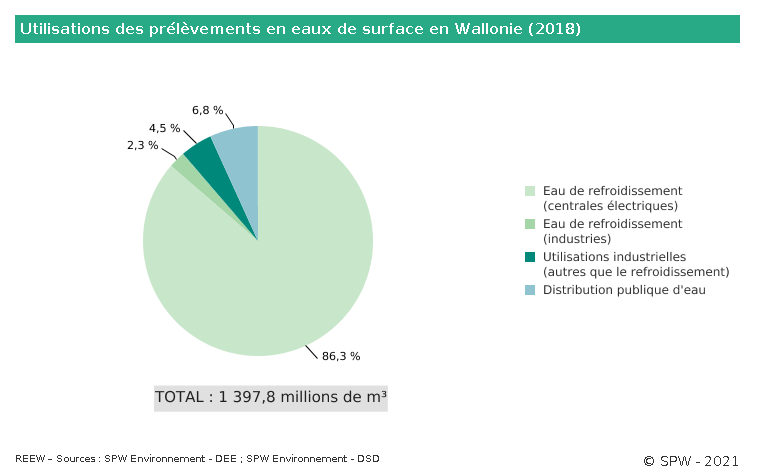 Utilisations des prélèvements en eaux de surface en Wallonie (2018)
6,8 %
4,5 %
2,3 %
86,3 %
Eau de refroidissement
(centrales électriques)
Eau de refroidissement
(industries)
Utilisations industrielles
(autres que le refroidissement)
Distribution publique d'eau
TOTAL : 1 397,8 millions de m³
REEW – Sources : SPW Environnement - DEE ; SPW Environnement - DSD
© SPW - 2021